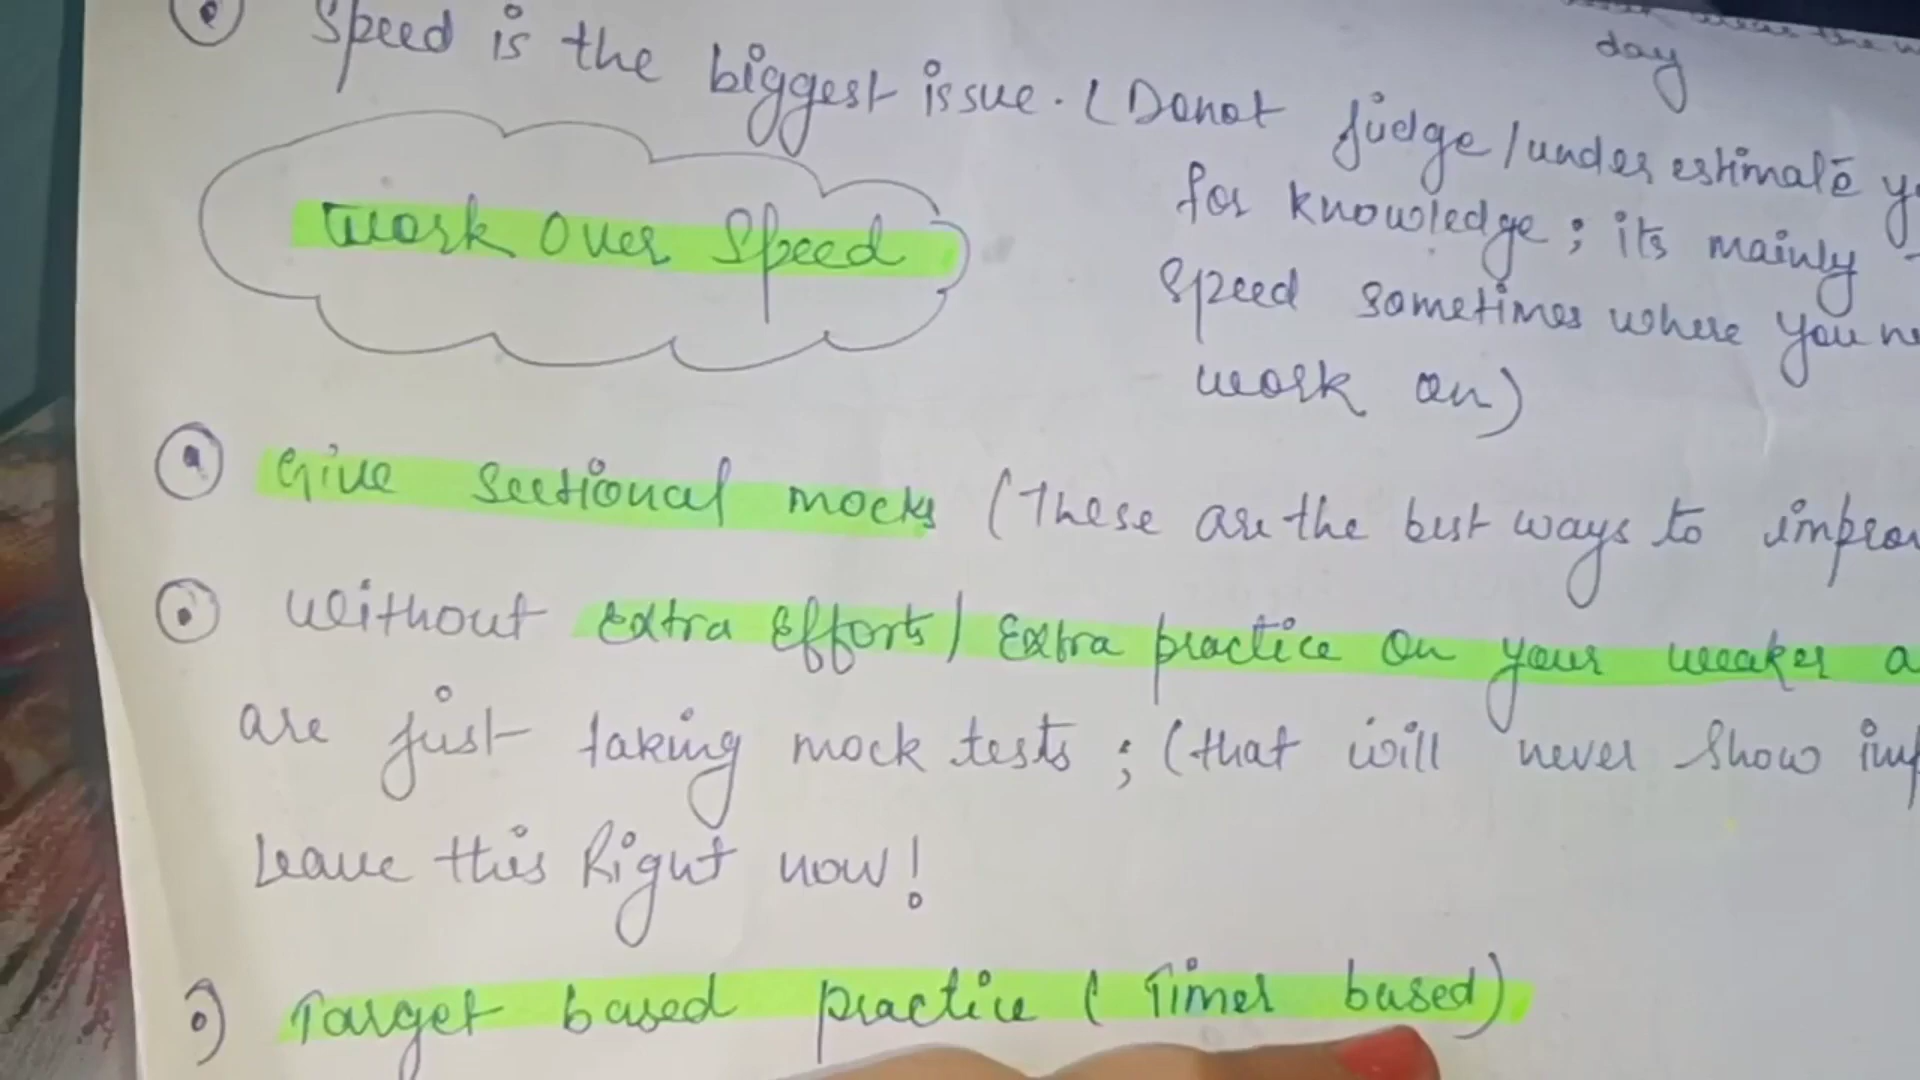 day
Speed is the biggest issue. (Donot judge/under estimate
for knowledge; its mainly
Work Over Speed
speed sometimes where you
work on)
Give Sectional mocks (These are the best ways to
Without Extra Efforts/ Extra practice on your weaker
are just taking mock tests; (that will never show
Leave this Right now!
Target based practice (Timer based)